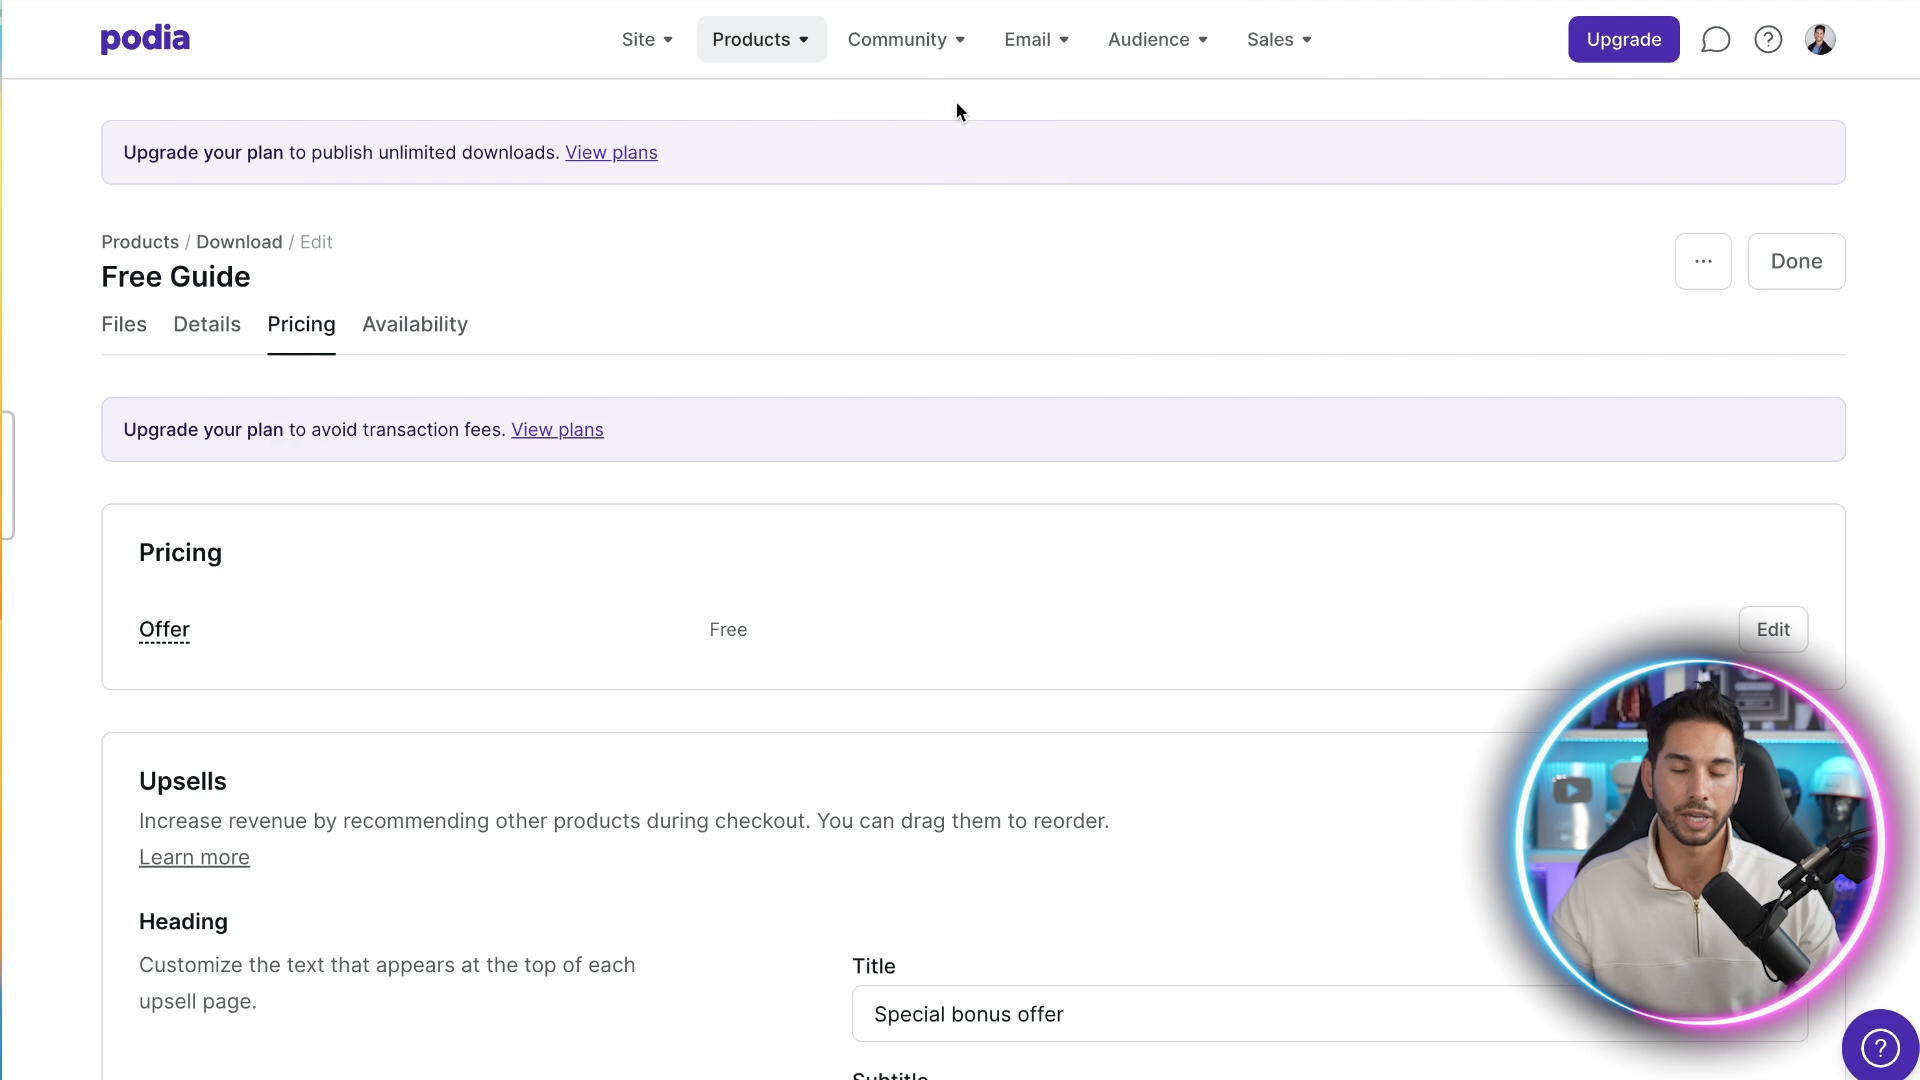 podia
Site
Products
Community
Email
Audience
Sales
Upgrade
Upgrade your plan to publish unlimited downloads. View plans
Products / Download / Edit
Free Guide
...
Done
Files
Details
Pricing
Availability
Upgrade your plan to avoid transaction fees. View plans
Pricing
Offer
Free
Edit
Upsells
Increase revenue by recommending other products during checkout. You can drag them to reorder.
Learn more
Heading
Customize the text that appears at the top of each
upsell page.
Title
Special bonus offer
Subtitle